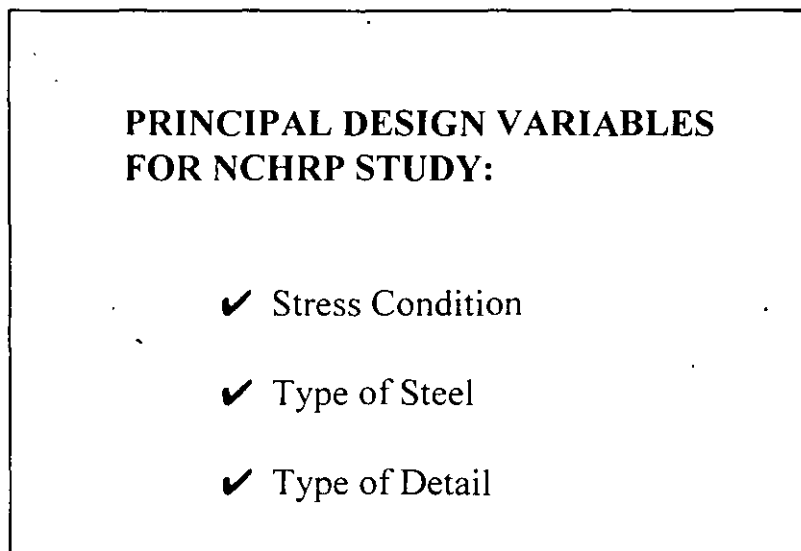 PRINCIPAL DESIGN VARIABLES
FOR NCHRP STUDY:
✔ Stress Condition
✔ Type of Steel
✔ Type of Detail